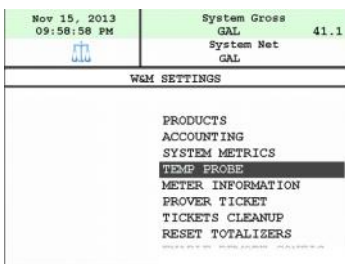 Nov 15, 2013
09:58:58 PM
System Gross
GAL 41.1
System Net
GAL
W&M SETTINGS
PRODUCTS
ACCOUNTING
SYSTEM METRICS
TEMP PROBE
METER INFORMATION
PROVER TICKET
TICKETS CLEANUP
RESET TOTALIZERS